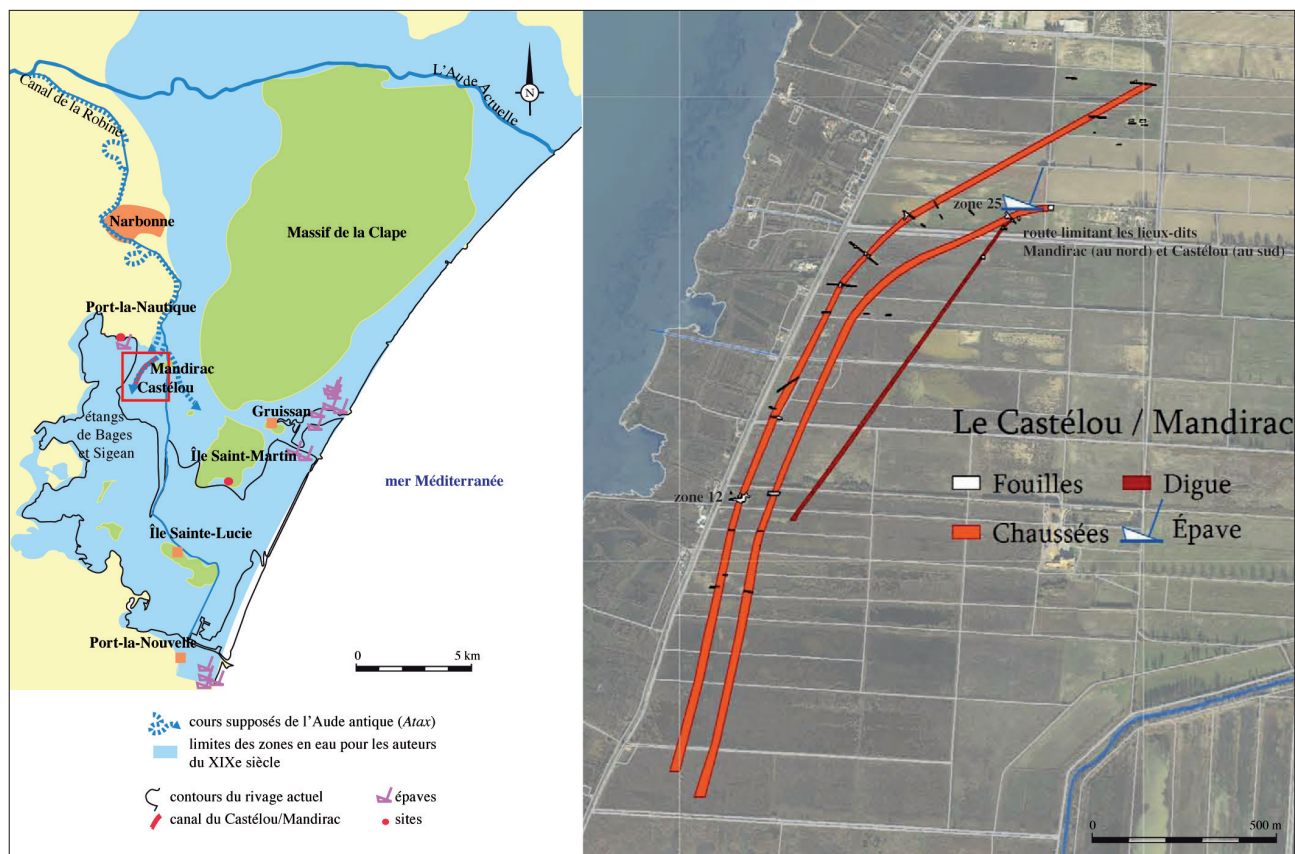 L'Aude Actuelle
Canal de la Robine
N
Narbonne
Massif de la Clape
Port-la-Nautique
Mandirac
Castélou
étangs
de Bages
et Sigean
Gruissan
Île Saint-Martin
mer Méditerranée
Île Sainte-Lucie
Port-la-Nouvelle
0 5 km
cours supposés de l'Aude antique (Atax)
limites des zones en eau pour les auteurs
du XIXe siècle
contours du rivage actuel
canal du Castélou/Mandirac
épaves
sites
zone 25
route limitant les lieux-dits
Mandirac (au nord) et Castélou (au sud)
zone 12
Le Castélou / Mandirac
Fouilles
Digue
Chaussées
Épave
0 500 m